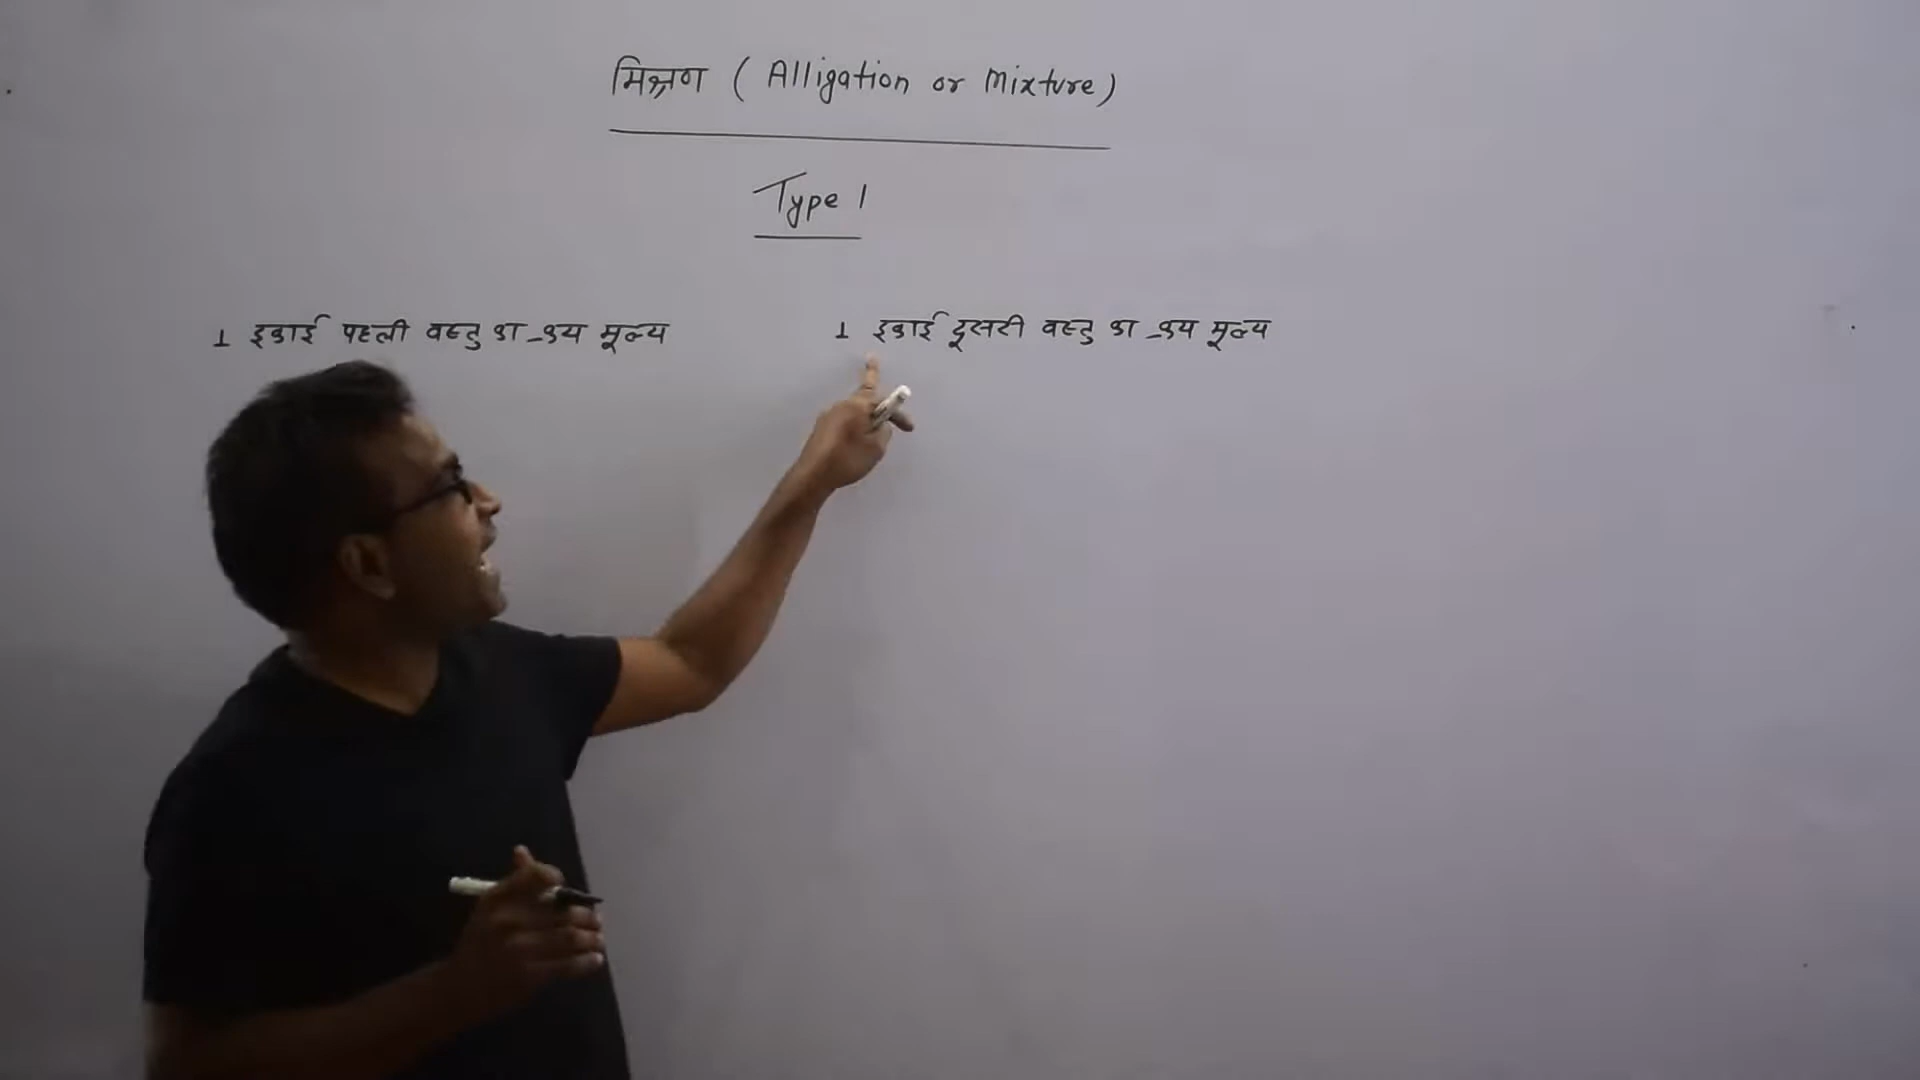 मिश्रण ( Alligation or Mixture)
Type 1
1 इकाई पहली वस्तु का क्रय मूल्य
1 इकाई दूसरी वस्तु का क्रय मूल्य